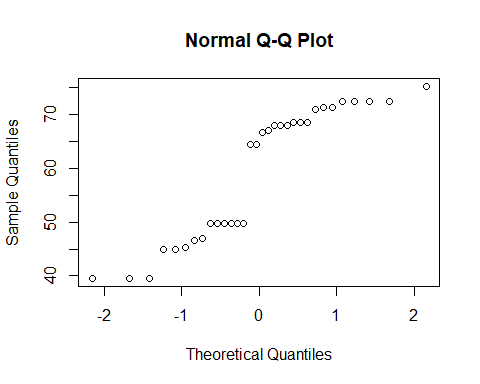 Normal Q-Q Plot
Sample Quantiles
70
60
50
40
-2 -1 0 1 2
Theoretical Quantiles